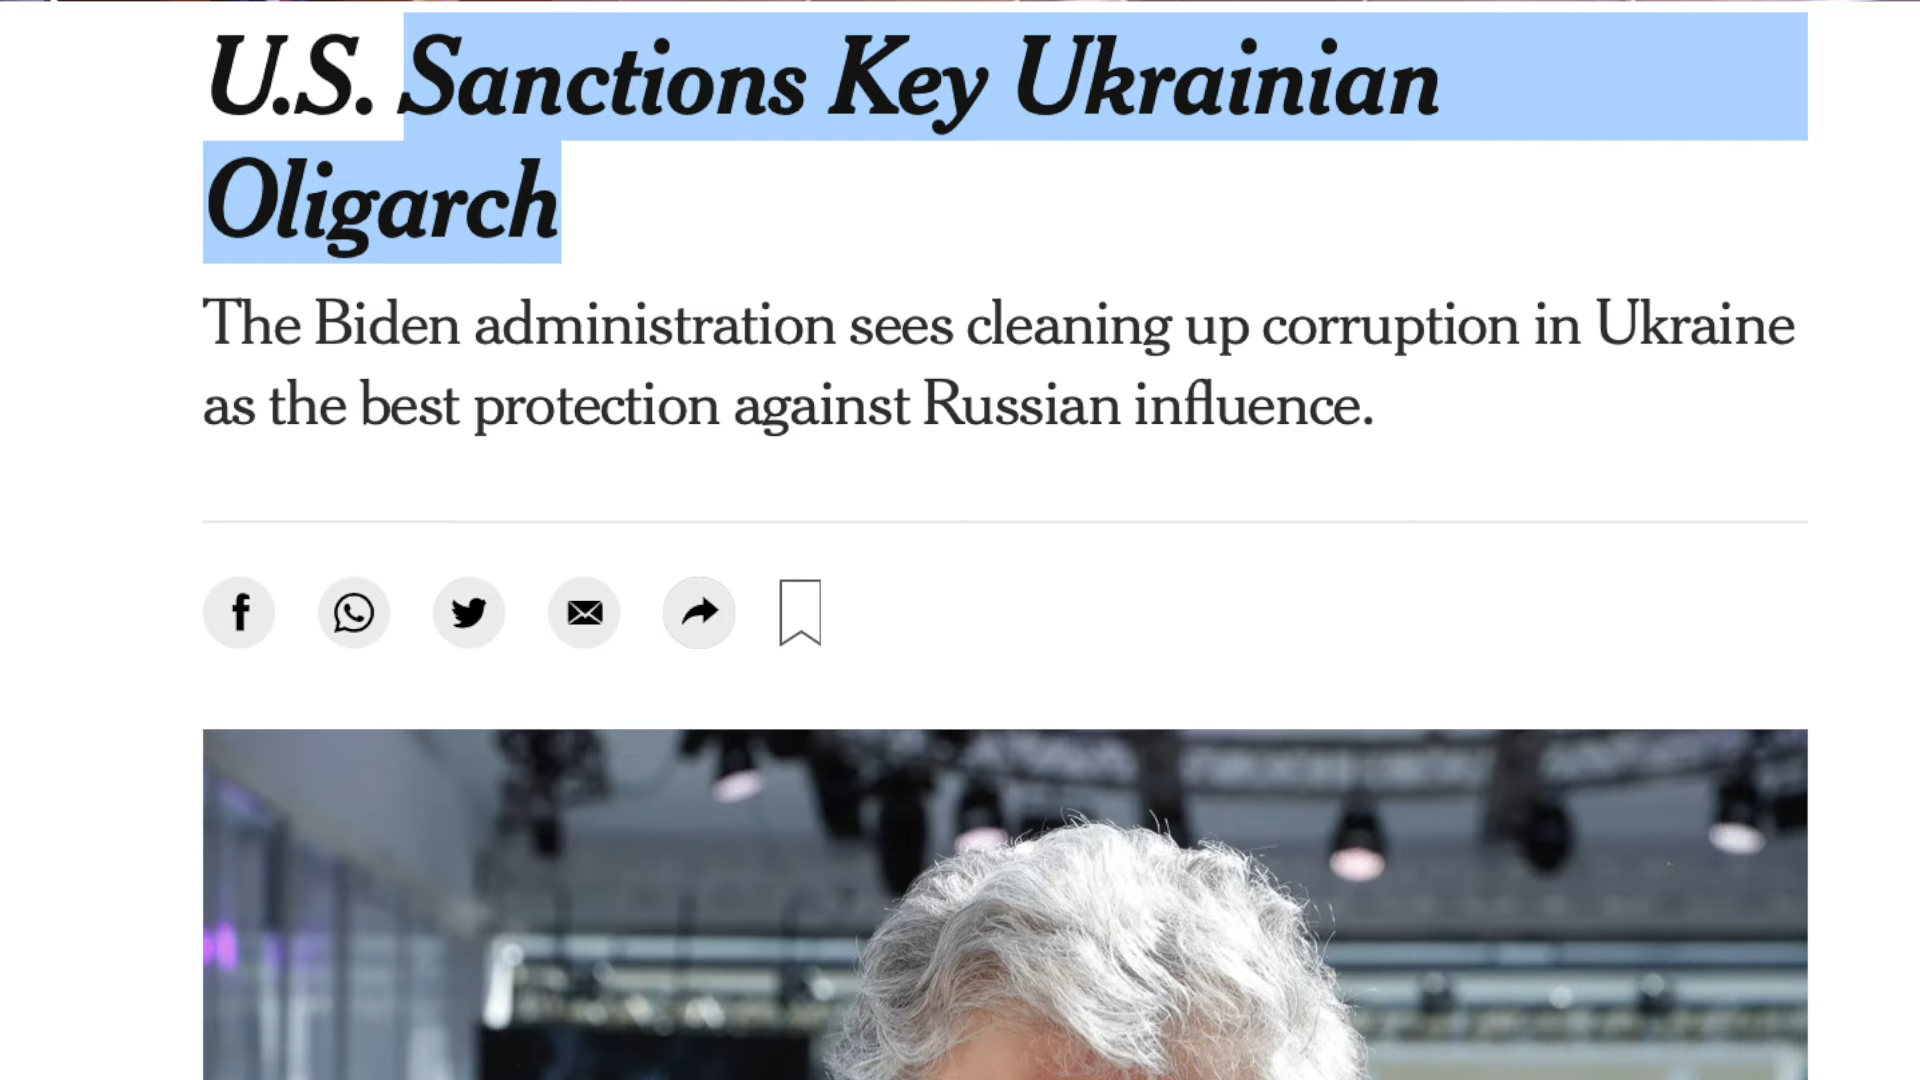 U.S. Sanctions Key Ukrainian
Oligarch
The Biden administration sees cleaning up corruption in Ukraine
as the best protection against Russian influence.